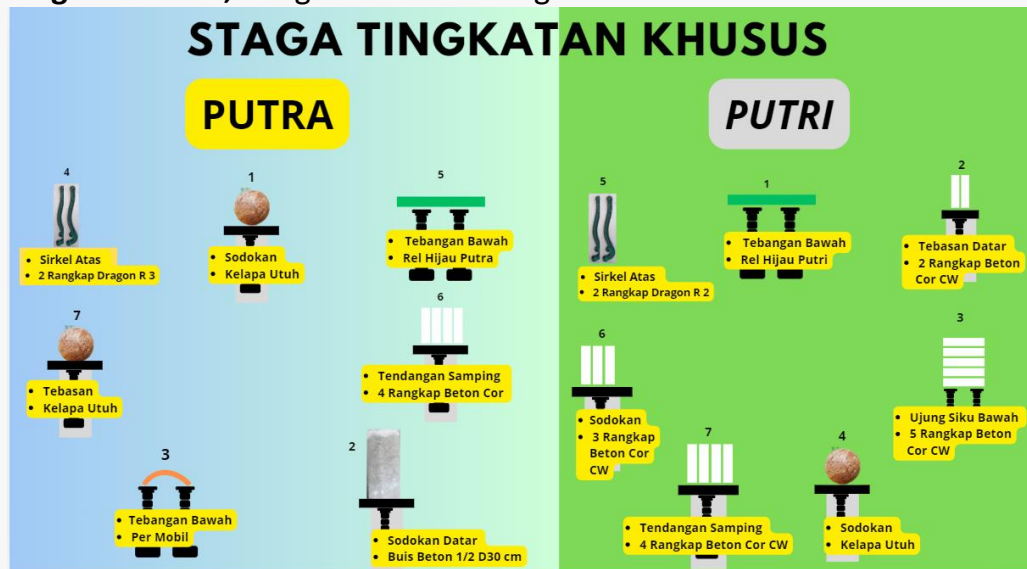 STAGA TINGKATAN KHUSUS
PUTRA
4
• Sirkel Atas
• 2 Rangkap Dragon R 3
1
• Sodokan
• Kelapa Utuh
5
• Tebangan Bawah
• Rel Hijau Putra
7
• Tebasan
• Kelapa Utuh
6
• Tendangan Samping
• 4 Rangkap Beton Cor
3
• Tebangan Bawah
• Per Mobil
2
• Sodokan Datar
• Buis Beton 1/2 D30 cm
PUTRI
5
• Sirkel Atas
• 2 Rangkap Dragon R 2
1
• Tebangan Bawah
• Rel Hijau Putri
2
• Tebasan Datar
• 2 Rangkap Beton
Cor CW
6
• Sodokan
• 3 Rangkap
Beton Cor
CW
3
• Ujung Siku Bawah
• 5 Rangkap Beton
Cor CW
7
• Tendangan Samping
• 4 Rangkap Beton Cor CW
4
• Sodokan
• Kelapa Utuh